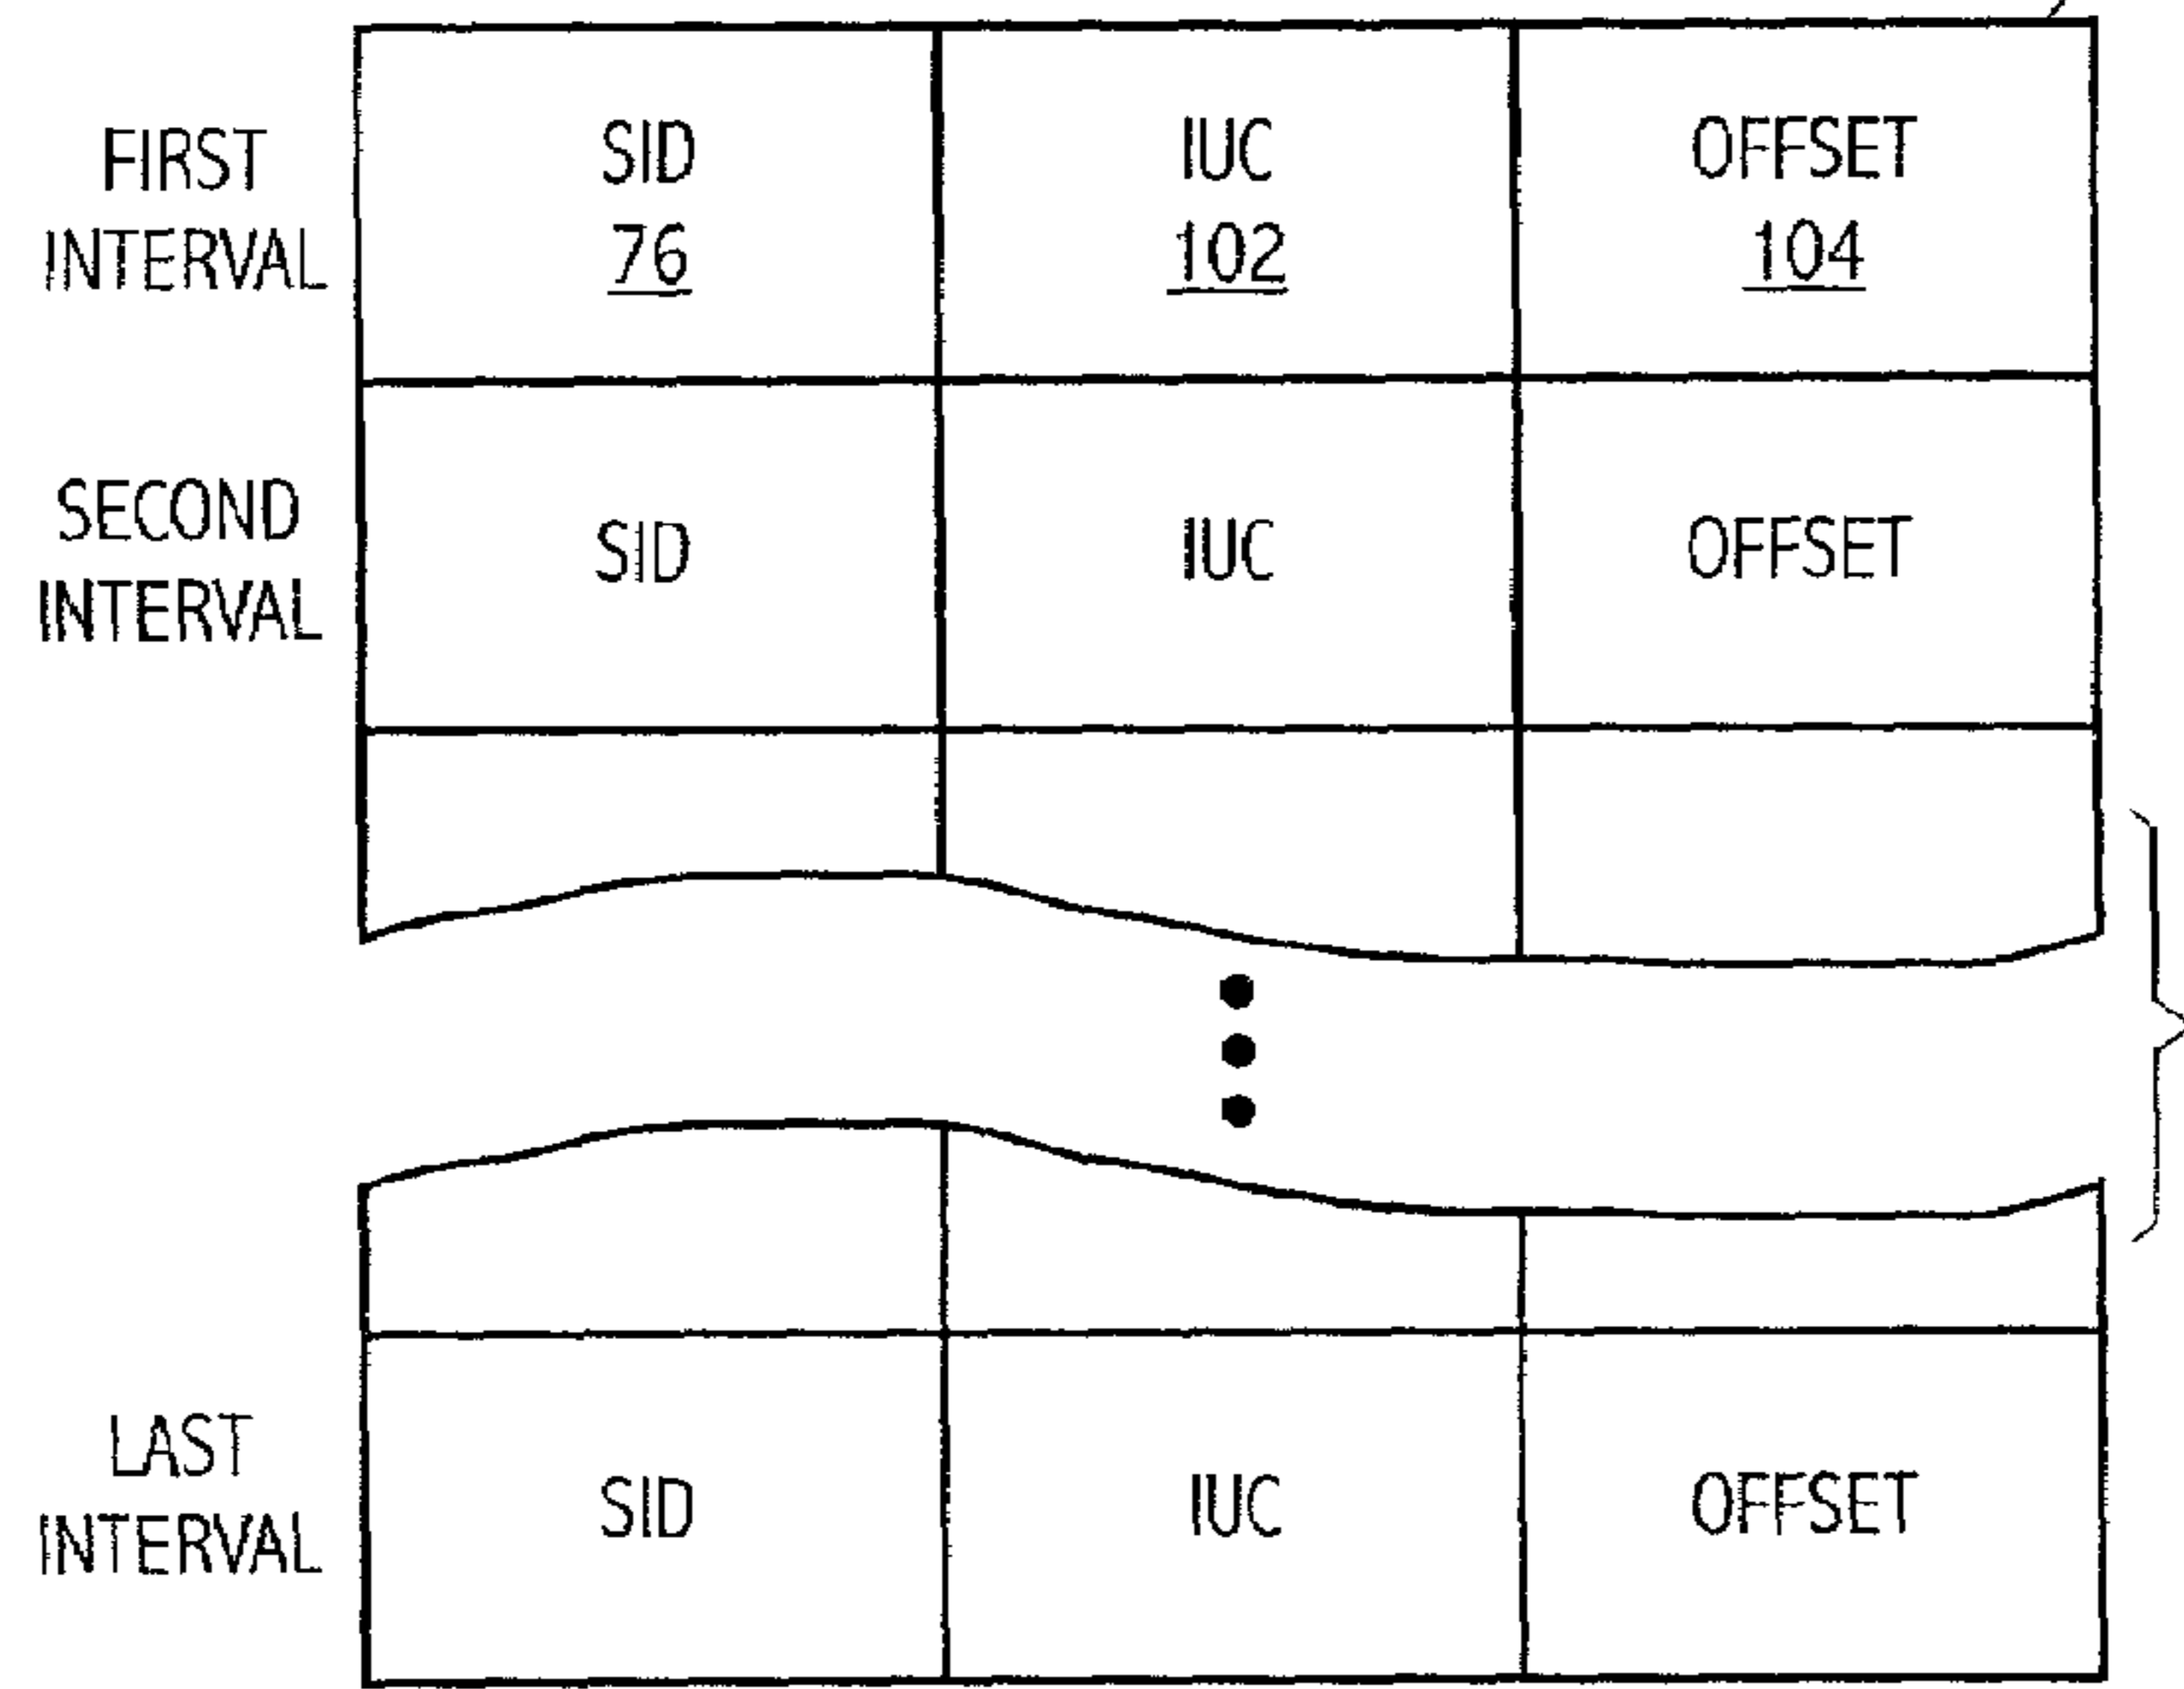 FIRST
INTERVAL
SID
76
IUC
102
OFFSET
104
SECOND
INTERVAL
SID
IUC
OFFSET
LAST
INTERVAL
SID
IUC
OFFSET